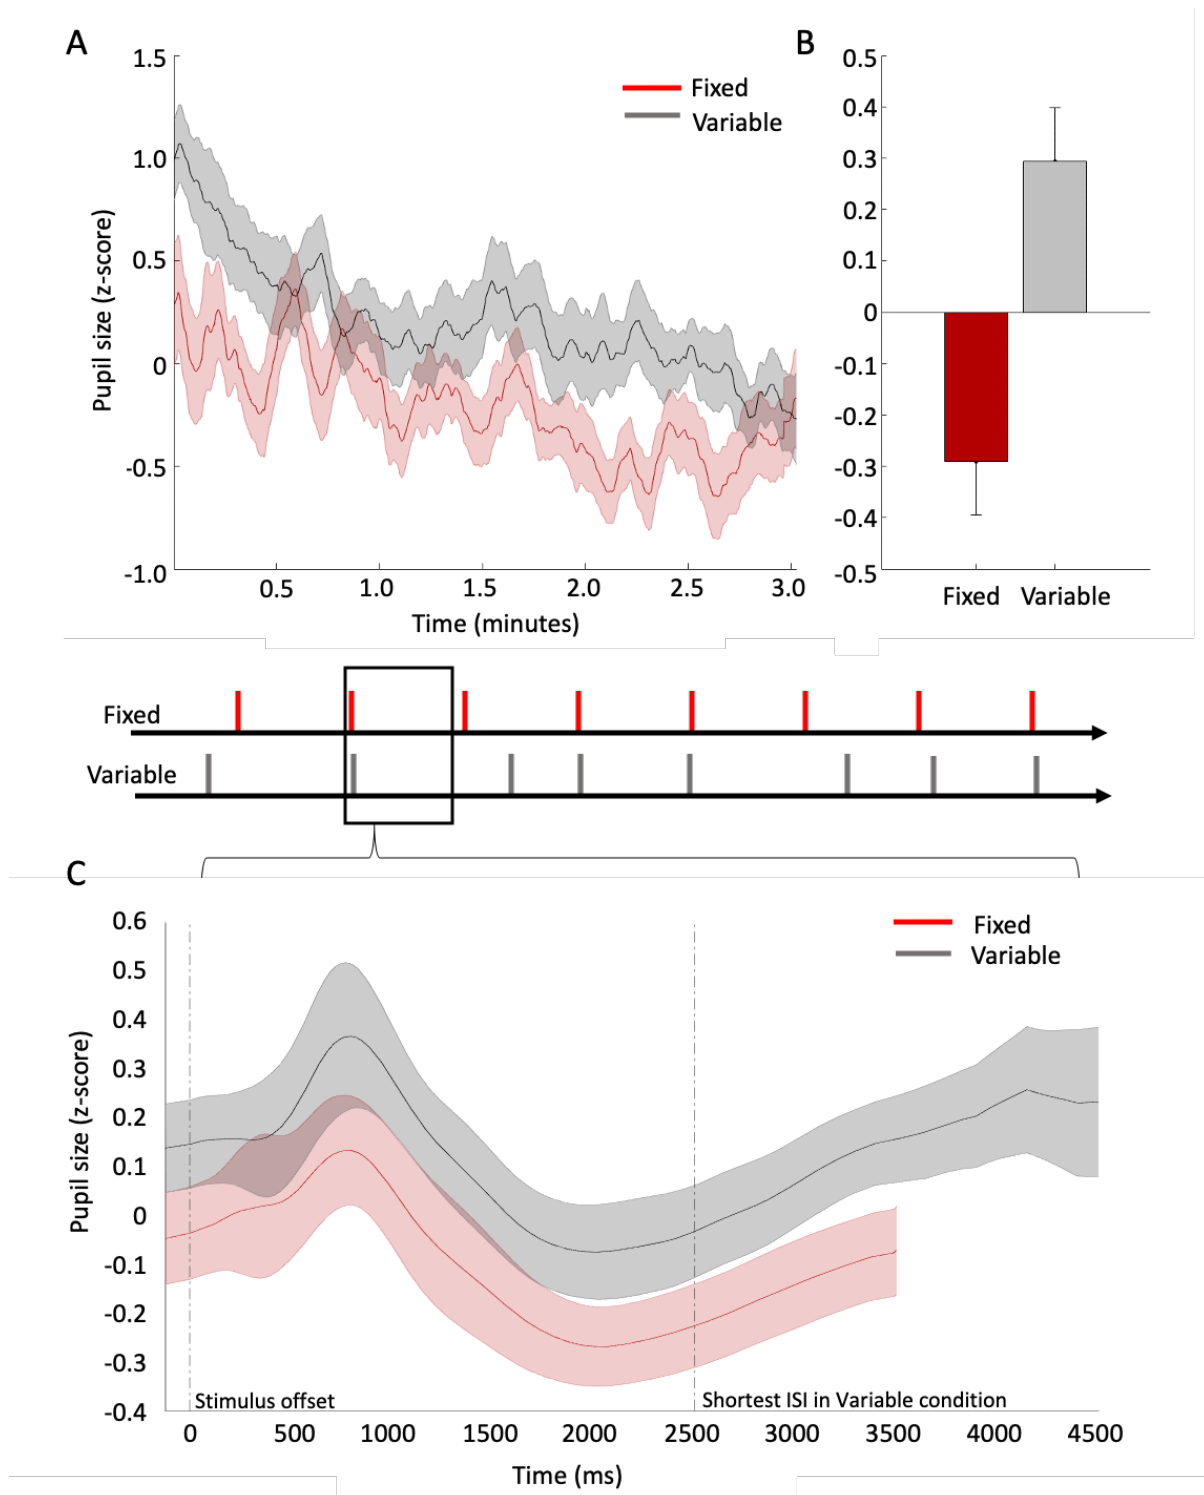 A
B
1.5
1.0
0.5
0
-0.5
-1.0
Pupil size (z-score)
Fixed
Variable
0.5 1.0 1.5 2.0 2.5 3.0
Time (minutes)
0.5
0.4
0.3
0.2
0.1
0
-0.1
-0.2
-0.3
-0.4
-0.5
Fixed Variable
Fixed
Variable
C
0.6
0.5
0.4
0.3
0.2
0.1
0
-0.1
-0.2
-0.3
-0.4
Pupil size (z-score)
Fixed
Variable
Stimulus offset
Shortest ISI in Variable condition
0 500 1000 1500 2000 2500 3000 3500 4000 4500
Time (ms)